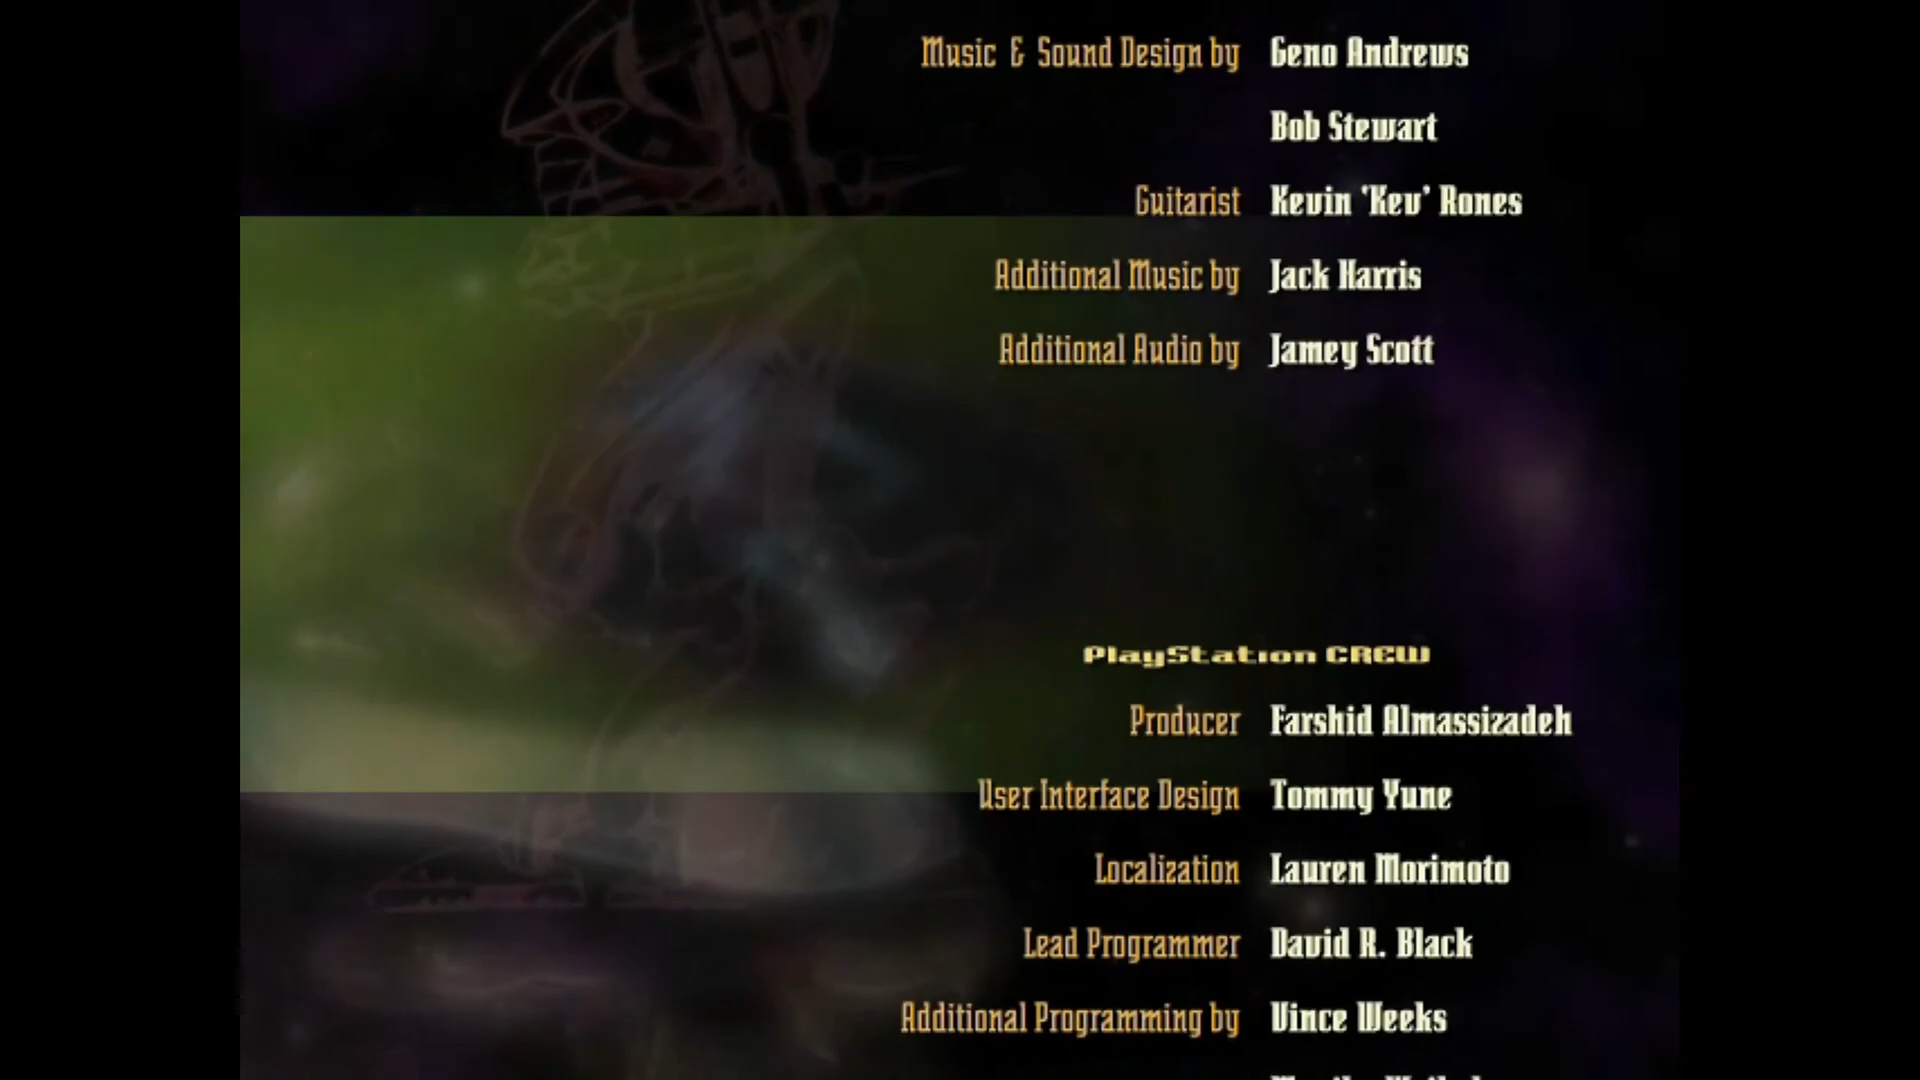 Music & Sound Design by Geno Andrews
Bob Stewart
Guitarist Kevin 'Kev' Rones
Additional Music by Jack Harris
Additional Audio by Jamey Scott
PlayStation CREW
Producer Farshid Almassizadeh
User Interface Design Tommy Yune
Localization Lauren Morimoto
Lead Programmer David R. Black
Additional Programming by Vince Weeks